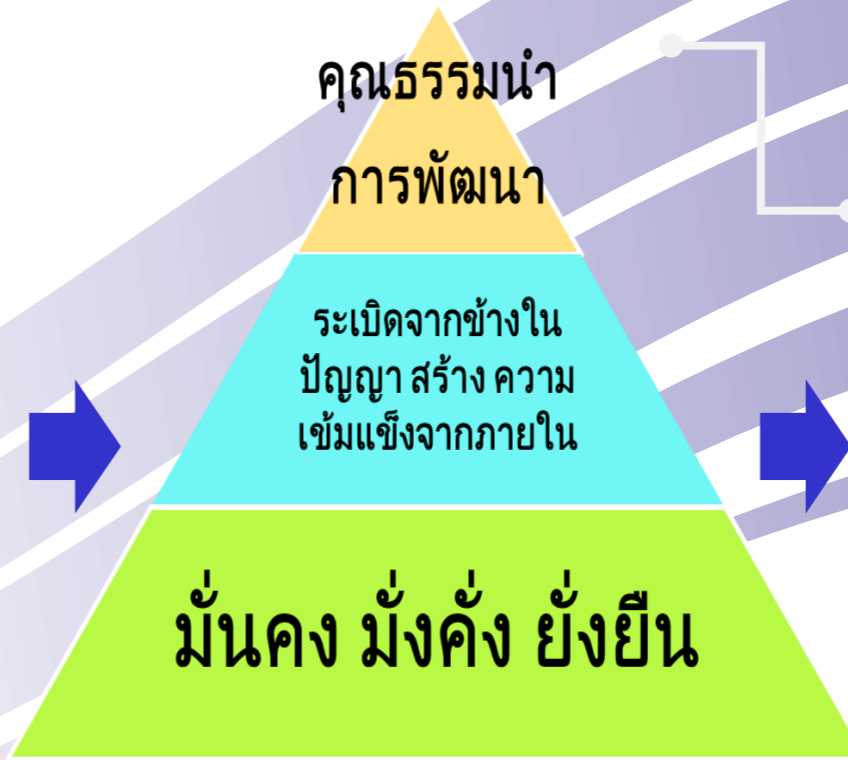 คุณธรรมนำ
การพัฒนา
ระเบิดจากข้างใน
ปัญญา สร้าง ความ
เข้มแข็งจากภายใน
มั่นคง มั่งคั่ง ยั่งยืน